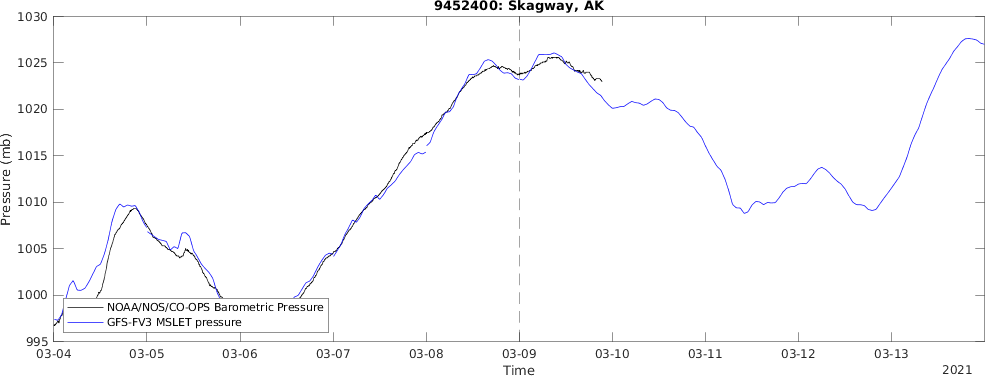 9452400: Skagway, AK
1030
1025
1020
1015
1010
1005
1000
995
Pressure (mb)
NOAA/NOS/CO-OPS Barometric Pressure
GFS-FV3 MSLET pressure
03-04 03-05 03-06 03-07 03-08 03-09 03-10 03-11 03-12 03-13
Time
2021